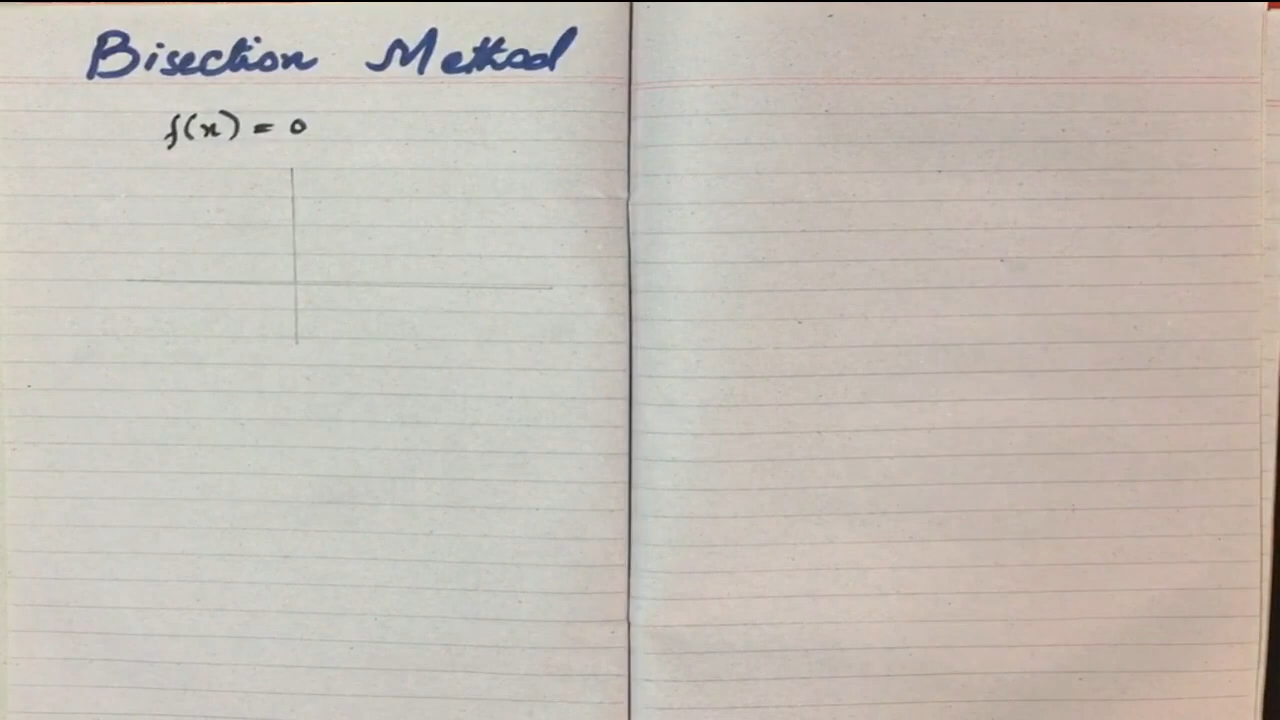 Bisection Method
f(x) = 0